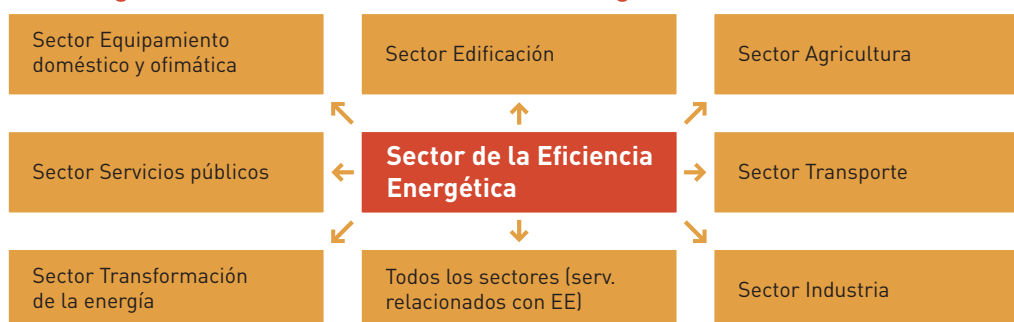 Sector Equipamiento
doméstico y ofimática
Sector Edificación
Sector Agricultura
Sector Servicios públicos
Sector de la Eficiencia
Energética
Sector Transporte
Sector Transformación
de la energía
Todos los sectores (serv.
relacionados con EE)
Sector Industria